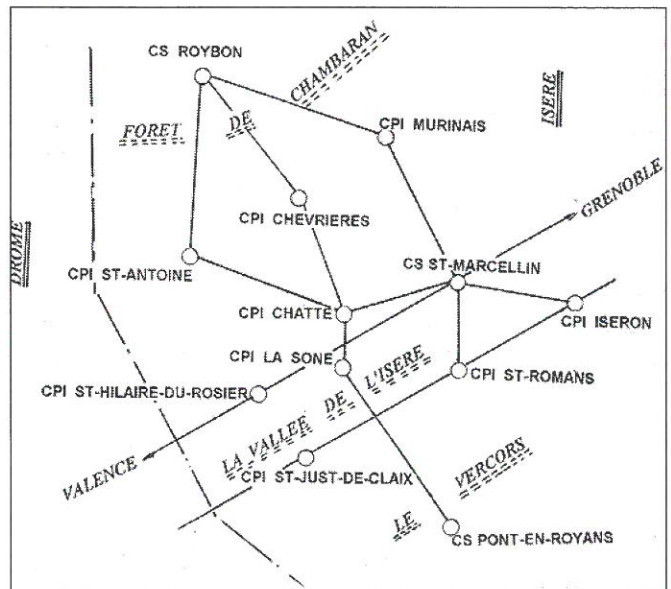 CS ROYBON
CHAMBARAN
ISERE
FORET
DE
CPI MURINAIS
GRENOBLE
CPI CHEVRIERES
DROME
CPI ST-ANTOINE
CS ST-MARCELLIN
CPI CHATTE
CPI ISERON
CPI LA SONE
CPI ST-ROMANS
CPI ST-HILAIRE-DU-ROSIER
LA VALLEE DE L'ISERE
VALENCE
CPI ST-JUST-DE-CLAIX
LE VERCORS
CS PONT-EN-ROYANS